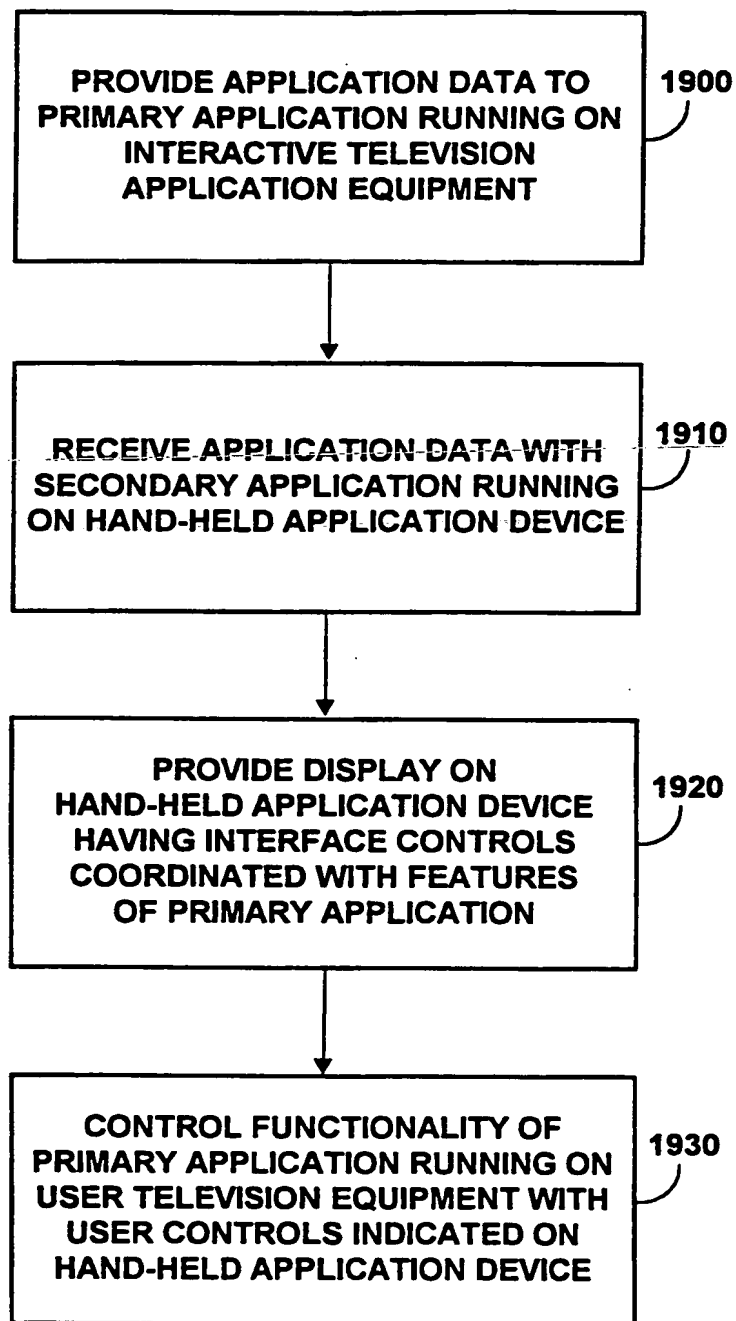 PROVIDE APPLICATION DATA TO
PRIMARY APPLICATION RUNNING ON
INTERACTIVE TELEVISION
APPLICATION EQUIPMENT
1900
RECEIVE APPLICATION DATA WITH
SECONDARY APPLICATION RUNNING
ON HAND-HELD APPLICATION DEVICE
1910
PROVIDE DISPLAY ON
HAND-HELD APPLICATION DEVICE
HAVING INTERFACE CONTROLS
COORDINATED WITH FEATURES
OF PRIMARY APPLICATION
1920
CONTROL FUNCTIONALITY OF
PRIMARY APPLICATION RUNNING ON
USER TELEVISION EQUIPMENT WITH
USER CONTROLS INDICATED ON
HAND-HELD APPLICATION DEVICE
1930